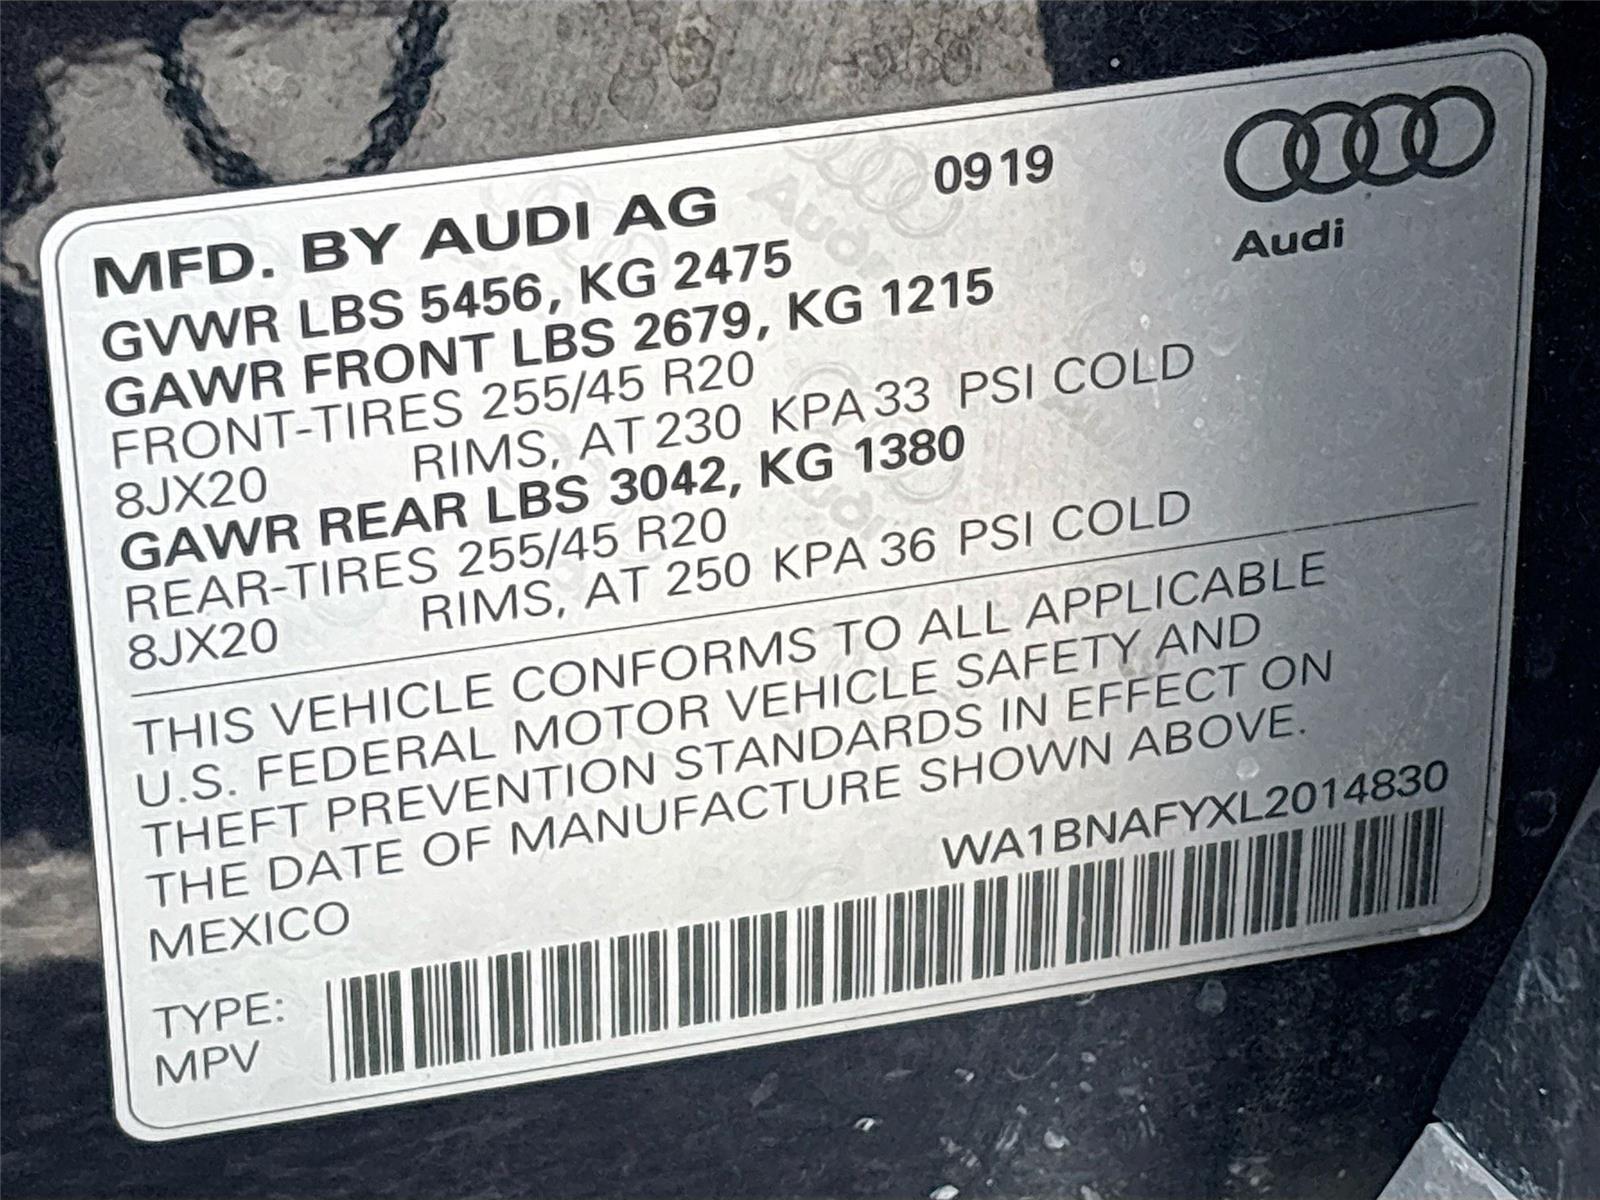 MFD. BY AUDI AG 0919
Audi
GVWR LBS 5456, KG 2475
GAWR FRONT LBS 2679, KG 1215
FRONT-TIRES 255/45 R20
8JX20 RIMS, AT 230 KPA 33 PSI COLD
GAWR REAR LBS 3042, KG 1380
REAR-TIRES 255/45 R20
8JX20 RIMS, AT 250 KPA 36 PSI COLD
THIS VEHICLE CONFORMS TO ALL APPLICABLE
U.S. FEDERAL MOTOR VEHICLE SAFETY AND
THEFT PREVENTION STANDARDS IN EFFECT ON
THE DATE OF MANUFACTURE SHOWN ABOVE.
MEXICO WA1BNAFYXL2014830
TYPE:
MPV